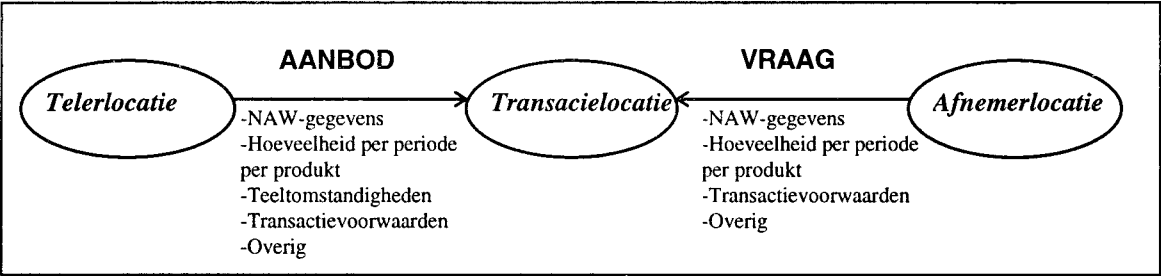 AANBOD
VRAAG
Telerlocatie
Transacielocatie
Afnemerlocatie
-NAW-gegevens
-Hoeveelheid per periode
per produkt
-Teeltomstandigheden
-Transactievoorwaarden
-Overig
-NAW-gegevens
-Hoeveelheid per periode
per produkt
-Transactievoorwaarden
-Overig